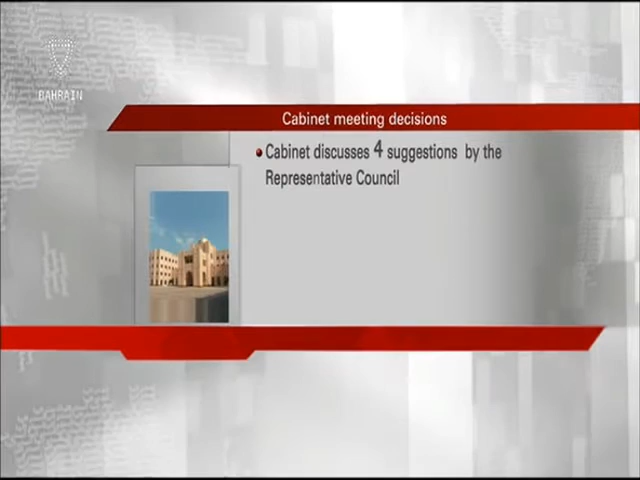 BAHRAIN
Cabinet meeting decisions
Cabinet discusses 4 suggestions by the
Representative Council